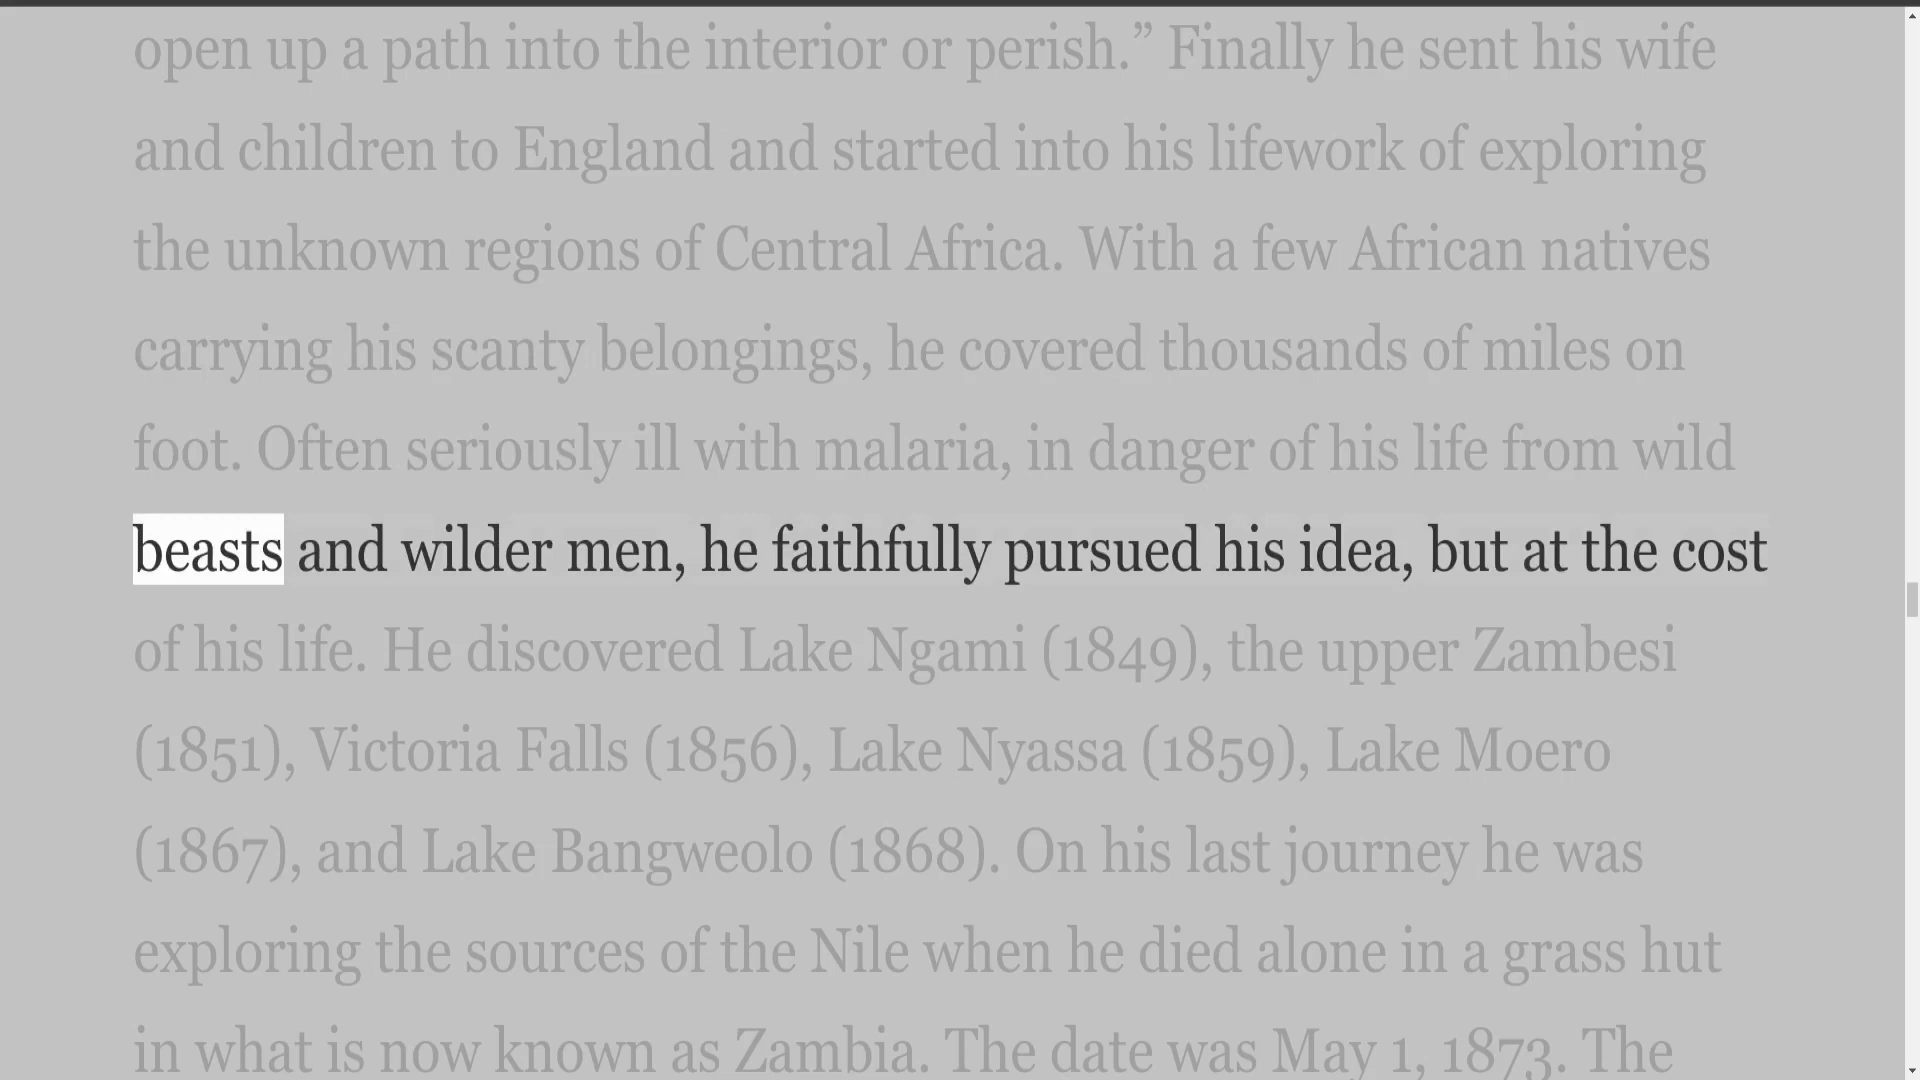 open up a path into the interior or perish.” Finally he sent his wife
and children to England and started into his lifework of exploring
the unknown regions of Central Africa. With a few African natives
carrying his scanty belongings, he covered thousands of miles on
foot. Often seriously ill with malaria, in danger of his life from wild
beasts and wilder men, he faithfully pursued his idea, but at the cost
of his life. He discovered Lake Ngami (1849), the upper Zambesi
(1851), Victoria Falls (1856), Lake Nyassa (1859), Lake Moero
(1867), and Lake Bangweolo (1868). On his last journey he was
exploring the sources of the Nile when he died alone in a grass hut
in what is now known as Zambia. The date was May 1, 1873. The